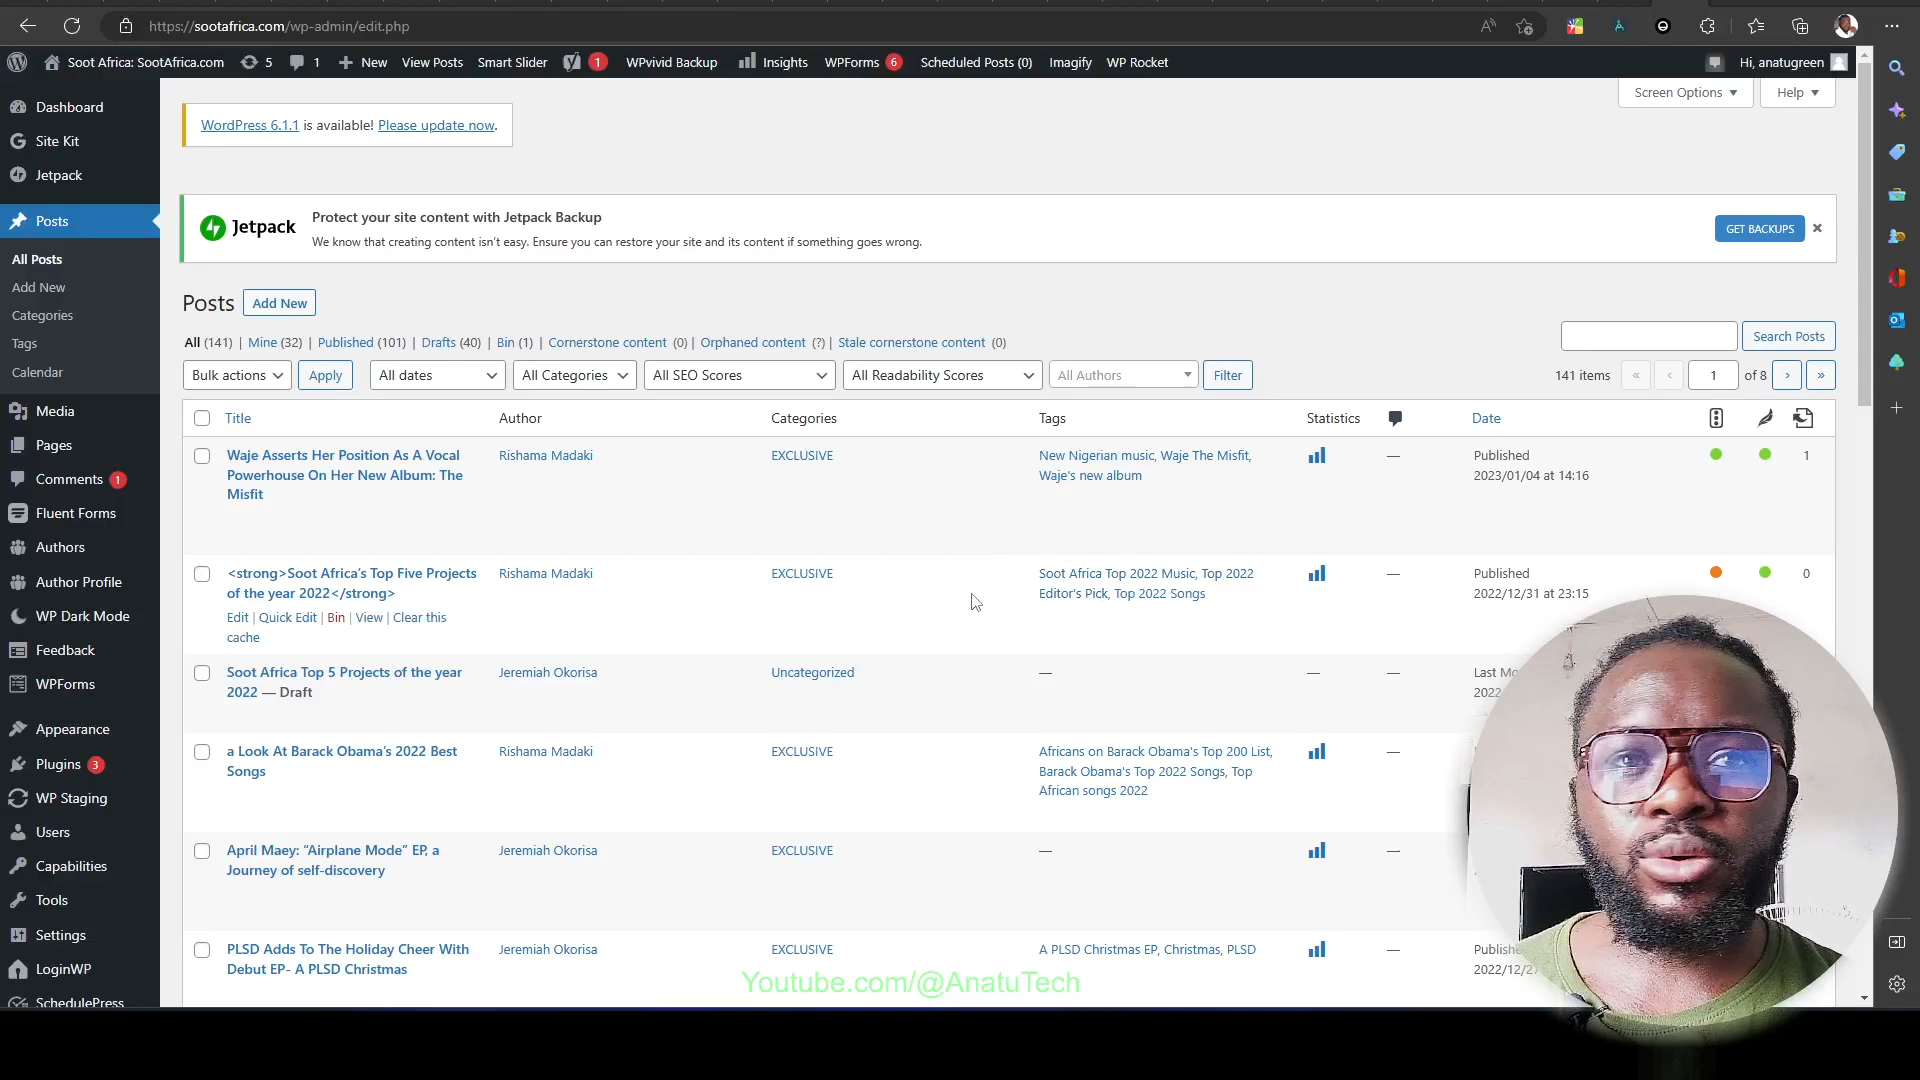 https://sootafrica.com/wp-admin/edit.php
Soot Africa: SootAfrica.com 5 1 New View Posts Smart Slider 1 WPvivid Backup Insights WPForms 6 Scheduled Posts (0) Imagify WP Rocket Hi, anatugreen
Dashboard
Site Kit
Jetpack
Posts
All Posts
Add New
Categories
Tags
Calendar
Media
Pages
Comments 1
Fluent Forms
Authors
Author Profile
WP Dark Mode
Feedback
WPForms
Appearance
Plugins 3
WP Staging
Users
Capabilities
Tools
Settings
LoginWP
SchedulePress
Screen Options Help
WordPress 6.1.1 is available! Please update now.
Jetpack
Protect your site content with Jetpack Backup
We know that creating content isn't easy. Ensure you can restore your site and its content if something goes wrong.
GET BACKUPS
Posts Add New
All (141) | Mine (32) | Published (101) | Drafts (40) | Bin (1) | Cornerstone content (0) | Orphaned content (?) | Stale cornerstone content (0)
Search Posts
Bulk actions Apply All dates All Categories All SEO Scores All Readability Scores All Authors Filter 141 items « ‹ 1 of 8 › »
Title Author Categories Tags Statistics Date
Waje Asserts Her Position As A Vocal
Powerhouse On Her New Album: The
Misfit
Rishama Madaki
EXCLUSIVE
New Nigerian music, Waje The Misfit,
Waje's new album
—
Published
2023/01/04 at 14:16
1
<strong>Soot Africa's Top Five Projects
of the year 2022</strong>
Edit | Quick Edit | Bin | View | Clear this
cache
Rishama Madaki
EXCLUSIVE
Soot Africa Top 2022 Music, Top 2022
Editor's Pick, Top 2022 Songs
—
Published
2022/12/31 at 23:15
0
Soot Africa Top 5 Projects of the year
2022 — Draft
Jeremiah Okorisa
Uncategorized
—
—
—
Last Mo
2022
a Look At Barack Obama's 2022 Best
Songs
Rishama Madaki
EXCLUSIVE
Africans on Barack Obama's Top 200 List,
Barack Obama's Top 2022 Songs, Top
African songs 2022
—
April Maey: “Airplane Mode” EP, a
Journey of self-discovery
Jeremiah Okorisa
EXCLUSIVE
—
—
PLSD Adds To The Holiday Cheer With
Debut EP- A PLSD Christmas
Jeremiah Okorisa
EXCLUSIVE
A PLSD Christmas EP, Christmas, PLSD
—
Publishe
2022/12/27
Youtube.com/@AnatuTech